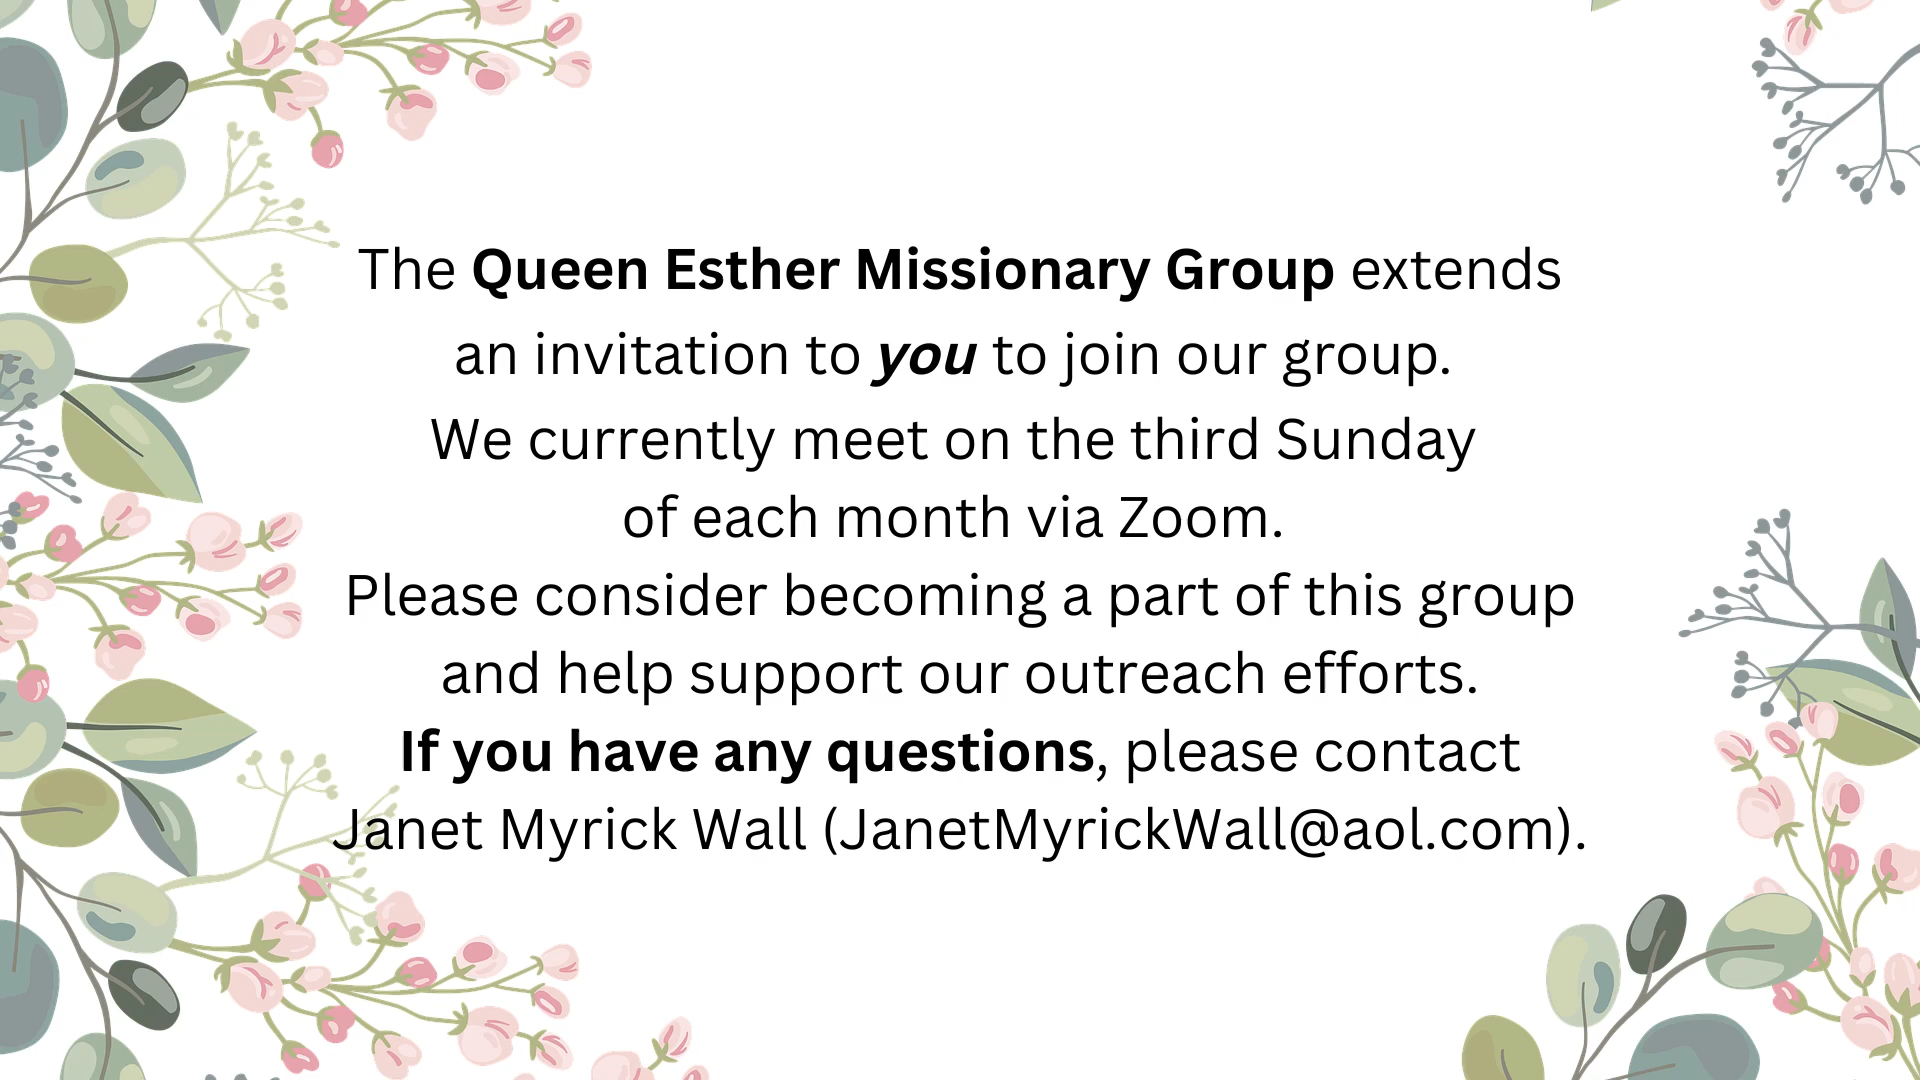 The Queen Esther Missionary Group extends
an invitation to you to join our group.
We currently meet on the third Sunday
of each month via Zoom.
Please consider becoming a part of this group
and help support our outreach efforts.
If you have any questions, please contact
Janet Myrick Wall (JanetMyrickWall@aol.com).